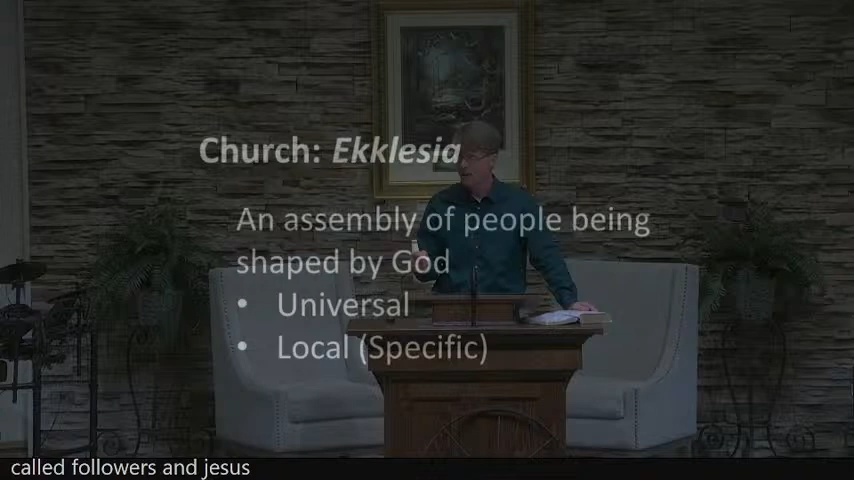 Church: Ekklesia
An assembly of people being
shaped by God
• Universal
• Local (Specific)
called followers and jesus